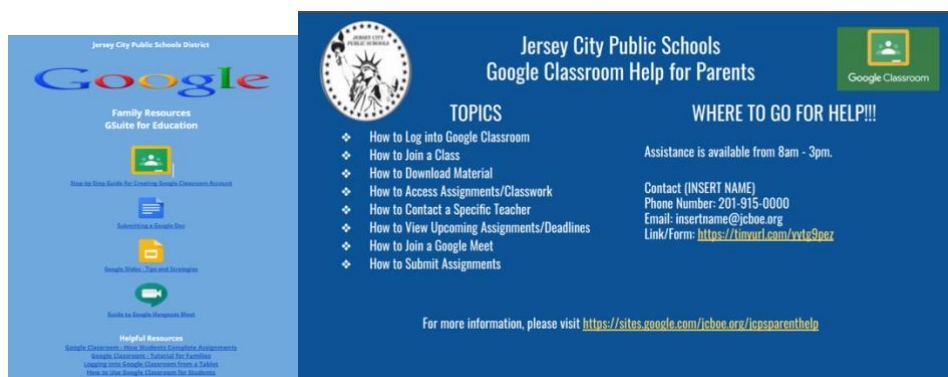 Jersey City Public Schools District
Google
Family Resources
GSuite for Education
Step by Step Guide for Creating Google Classroom Account
Submitting a Google Doc
Google Slides - Tips and Strategies
Guide to Google Hangouts Meet
Helpful Resources
Google Classroom - How Students Complete Assignments
Google Classroom - Tutorial for Families
Logging into Google Classroom from a Tablet
How to Use Google Classroom for Students
JERSEY CITY
PUBLIC SCHOOLS
Jersey City Public Schools
Google Classroom Help for Parents
Google Classroom
TOPICS
❖ How to Log into Google Classroom
❖ How to Join a Class
❖ How to Download Material
❖ How to Access Assignments/Classwork
❖ How to Contact a Specific Teacher
❖ How to View Upcoming Assignments/Deadlines
❖ How to Join a Google Meet
❖ How to Submit Assignments
WHERE TO GO FOR HELP!!!
Assistance is available from 8am - 3pm.
Contact (INSERT NAME)
Phone Number: 201-915-0000
Email: insertname@jcboe.org
Link/Form: https://tinyurl.com/yvtg9pez
For more information, please visit https://sites.google.com/jcboe.org/jcpsparenthelp